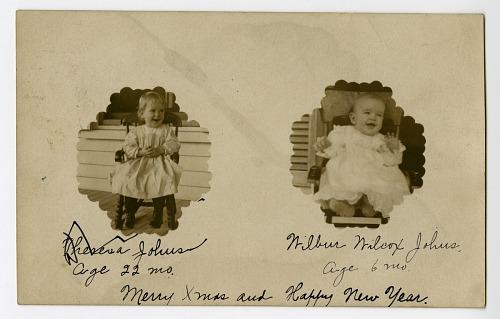 Theresa Johns
Age 22 mo.
Wilbur Wilcox Johns.
Age 6 mo.
Merry Xmas and Happy New Year.